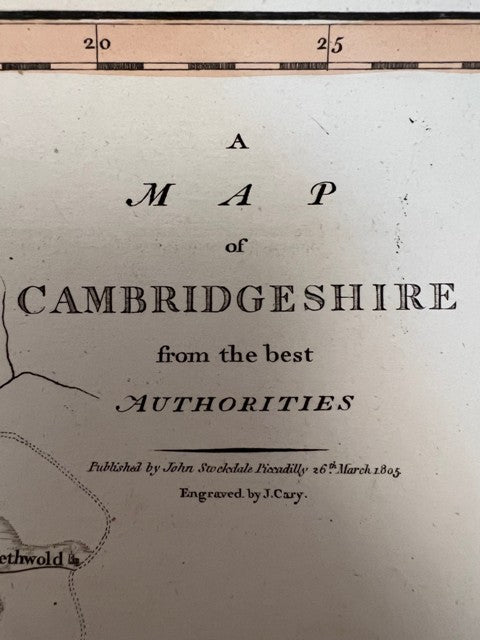 20 25
A
MAP
of
CAMBRIDGESHIRE
from the best
AUTHORITIES
Published by John Stockdale Piccadilly 26th March 1805.
Engraved by J. Cary.
ethwold